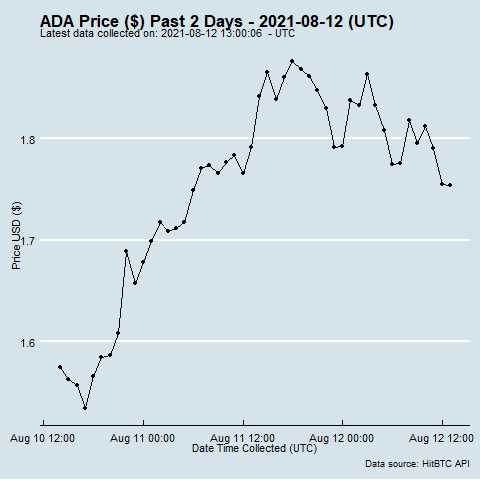 ADA Price ($) Past 2 Days - 2021-08-12 (UTC)
Latest data collected on: 2021-08-12 13:00:06 - UTC
1.8
1.7
1.6
Price USD ($)
Aug 10 12:00 Aug 11 00:00 Aug 11 12:00 Aug 12 00:00 Aug 12 12:00
Date Time Collected (UTC)
Data source: HitBTC API